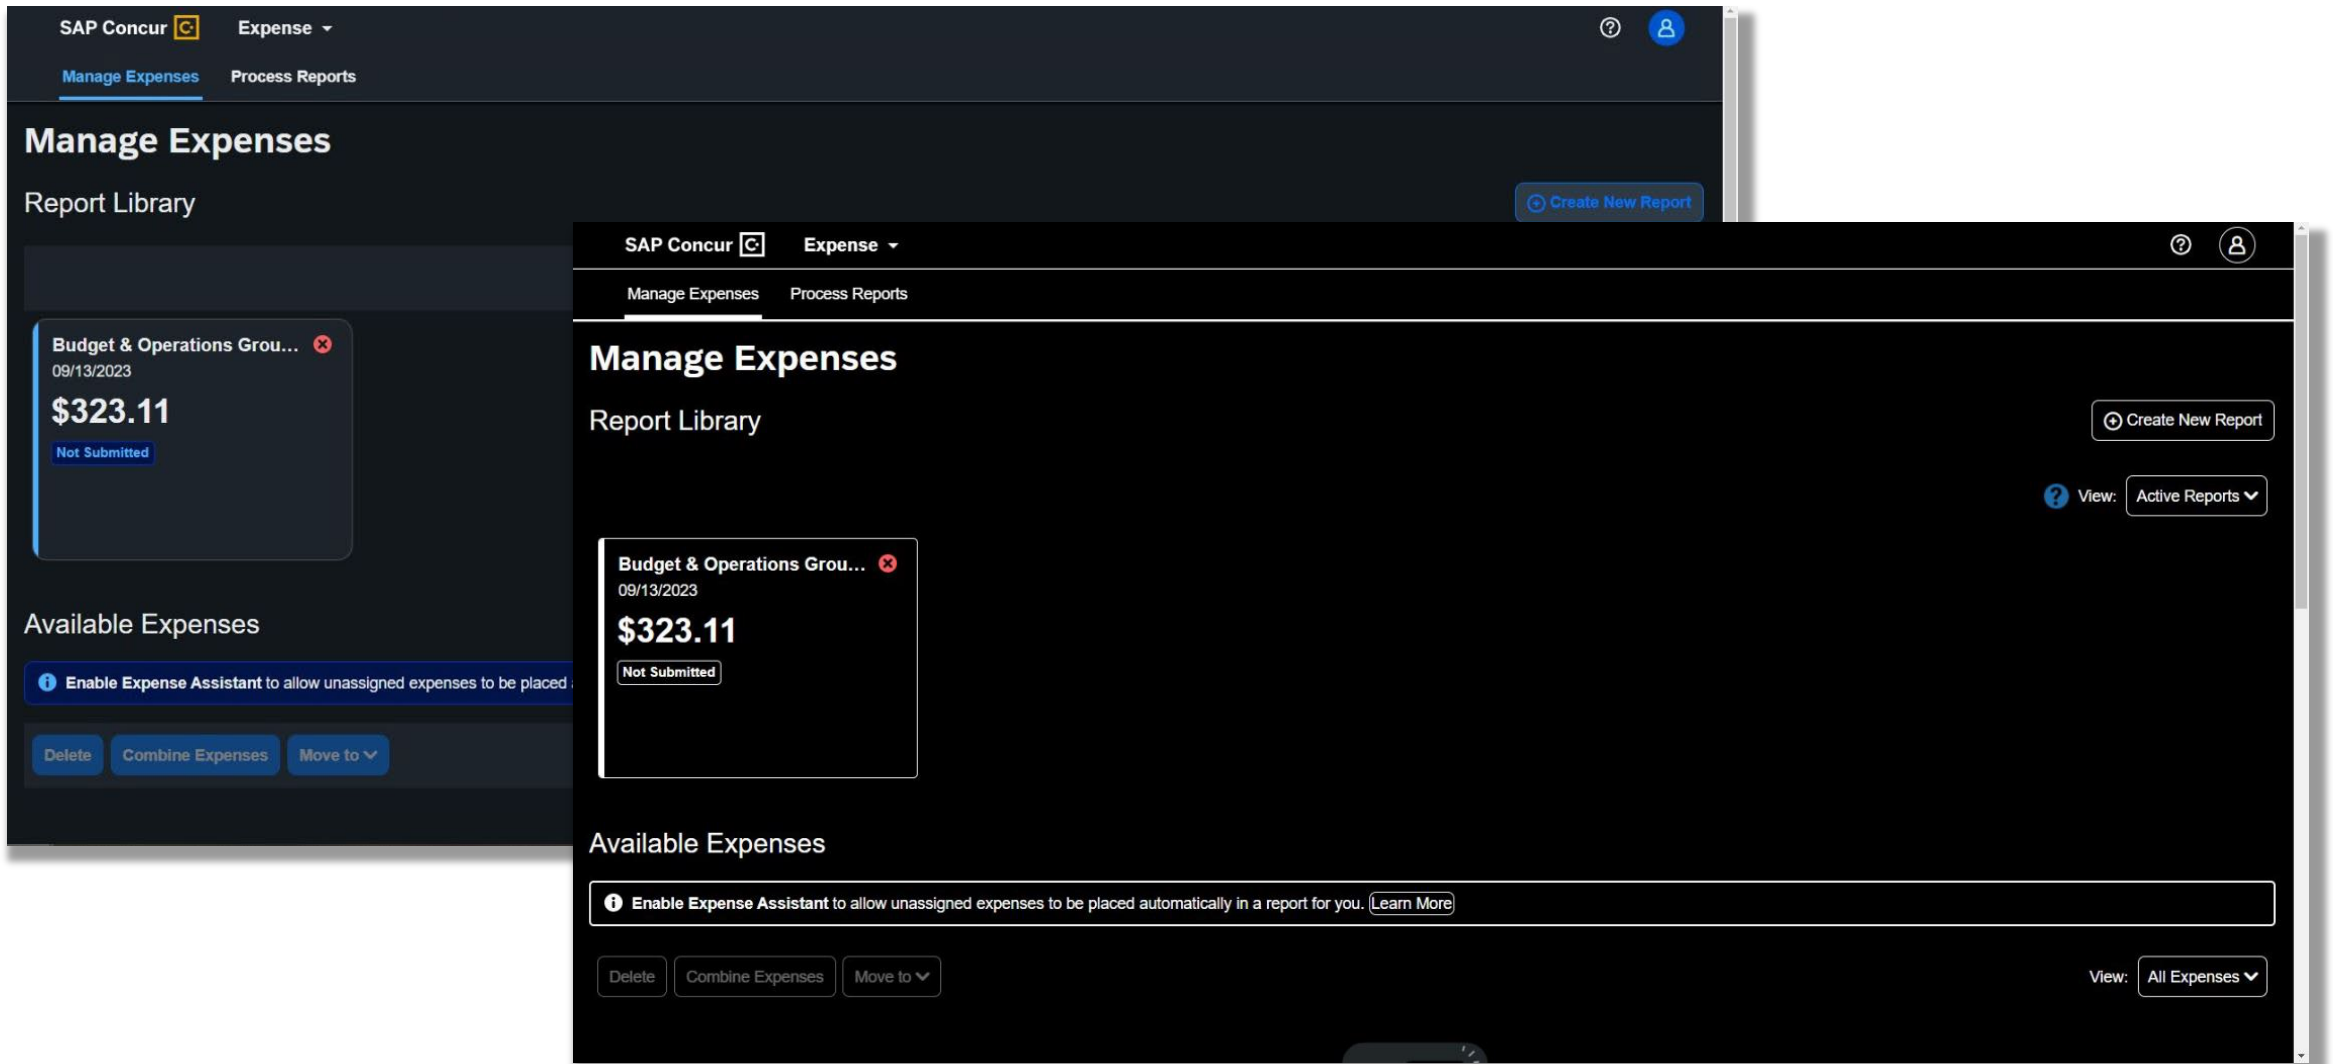 SAP Concur C Expense
Manage Expenses Process Reports
Manage Expenses
Report Library
Create New Report
Budget & Operations Grou...
09/13/2023
$323.11
Not Submitted
Available Expenses
Enable Expense Assistant to allow unassigned expenses to be placed
Delete Combine Expenses Move to
SAP Concur C Expense
Manage Expenses Process Reports
Manage Expenses
Report Library
Create New Report
View: Active Reports
Budget & Operations Grou...
09/13/2023
$323.11
Not Submitted
Available Expenses
Enable Expense Assistant to allow unassigned expenses to be placed automatically in a report for you. Learn More
Delete Combine Expenses Move to
View: All Expenses